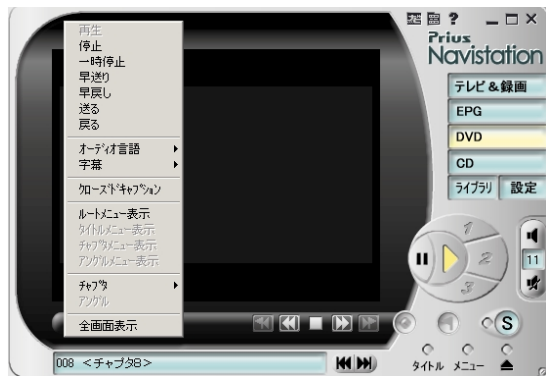 再生
停止
一時停止
早送り
早戻し
送る
戻る
オーディオ言語
字幕
クローズドキャプション
ルートメニュー表示
タイトルメニュー表示
チャプタメニュー表示
アングルメニュー表示
チャプタ
アングル
全画面表示
?
Prius
Navistation
テレビ&録画
EPG
DVD
CD
ライブラリ 設定
1
2
3
11
S
008 <チャプタ8>
タイトル メニュー